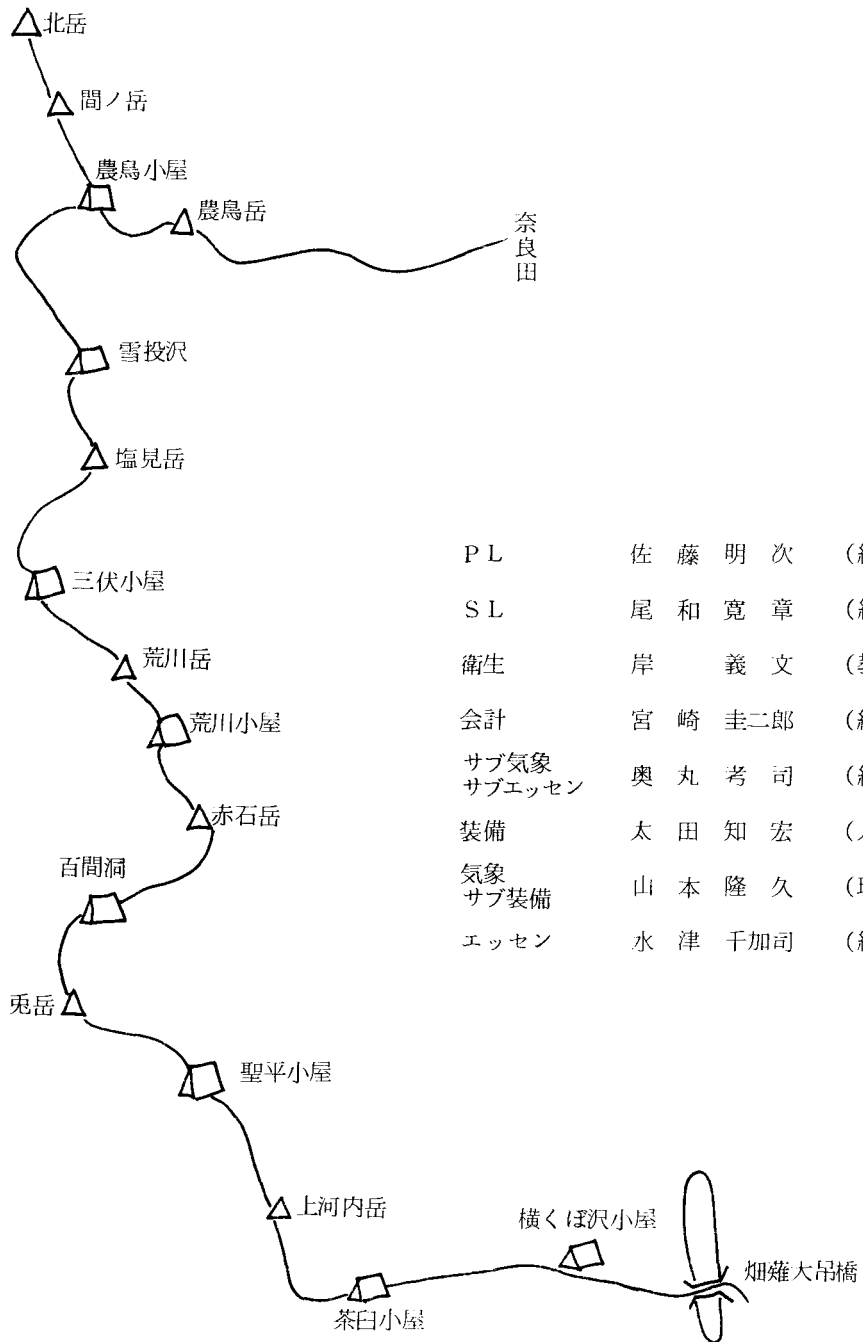 北岳
間ノ岳
農鳥小屋
農鳥岳
奈良田
雪投沢
塩見岳
三伏小屋
荒川岳
荒川小屋
赤石岳
百間洞
兎岳
聖平小屋
上河内岳
横くぼ沢小屋
茶臼小屋
畑薙大吊橋
PL 佐藤明次 (
SL 尾和寛章 (
衛生 岸 義文 (
会計 宮崎圭二郎 (
サブ気象
サブエッセン 奥丸考司 (
装備 太田知宏 (
気象
サブ装備 山本隆久 (
エッセン 水津千加司 (